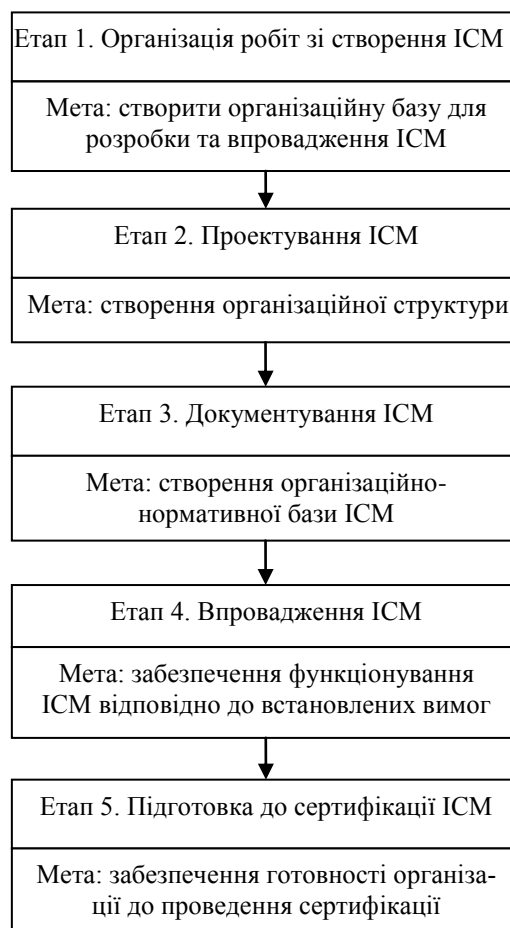 Етап 1. Організація робіт зі створення ІСМ
Мета: створити організаційну базу для
розробки та впровадження ІСМ
Етап 2. Проектування ІСМ
Мета: створення організаційної структури
Етап 3. Документування ІСМ
Мета: створення організаційно-
нормативної бази ІСМ
Етап 4. Впровадження ІСМ
Мета: забезпечення функціонування
ІСМ відповідно до встановлених вимог
Етап 5. Підготовка до сертифікації ІСМ
Мета: забезпечення готовності організа-
ції до проведення сертифікації